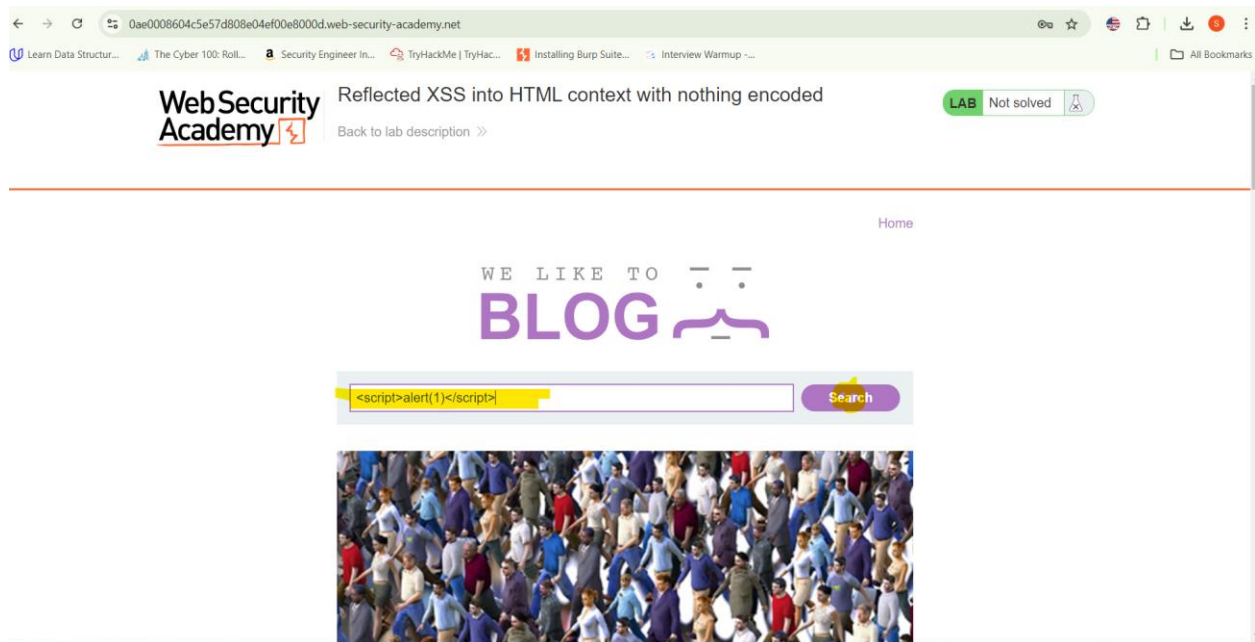 0ae0008604c5e57d808e04ef00e8000d.web-security-academy.net
Learn Data Structur... The Cyber 100: Roll... Security Engineer In... TryHackMe | TryHac... Installing Burp Suite... Interview Warmup -... All Bookmarks
Web Security
Academy
Reflected XSS into HTML context with nothing encoded
Back to lab description >>
LAB Not solved
Home
WE LIKE TO
BLOG
<script>alert(1)</script>
Search